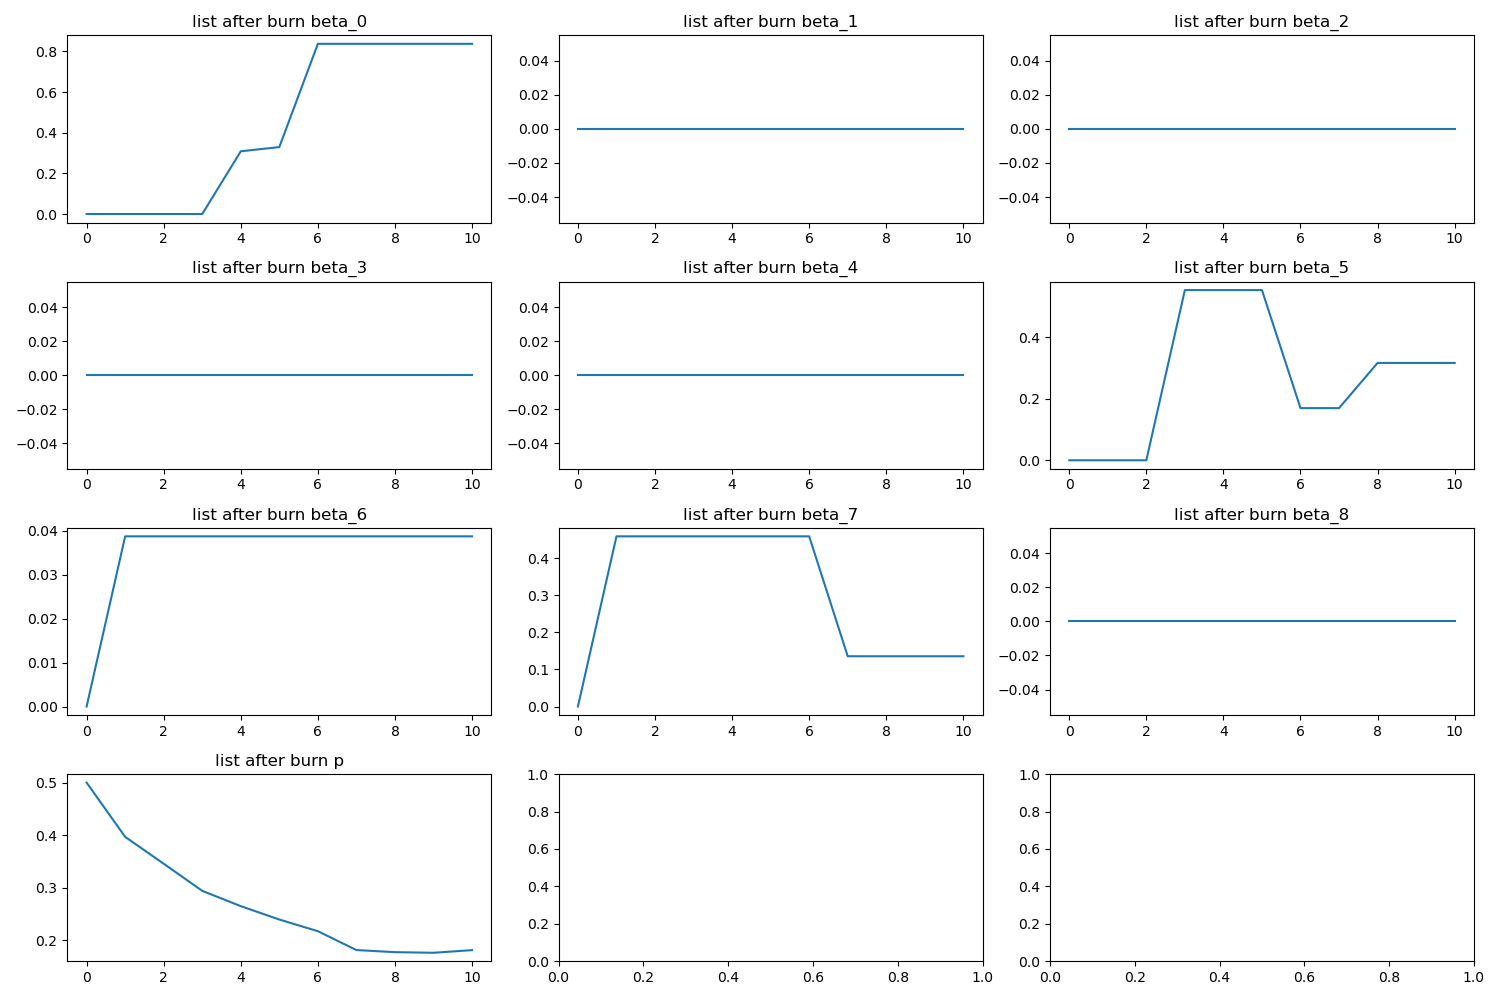 list after burn beta_0
0.8
0.6
0.4
0.2
0.0
0 2 4 6 8 10
list after burn beta_1
0.04
0.02
0.00
−0.02
−0.04
0 2 4 6 8 10
list after burn beta_2
0.04
0.02
0.00
−0.02
−0.04
0 2 4 6 8 10
list after burn beta_3
0.04
0.02
0.00
−0.02
−0.04
0 2 4 6 8 10
list after burn beta_4
0.04
0.02
0.00
−0.02
−0.04
0 2 4 6 8 10
list after burn beta_5
0.4
0.2
0.0
0 2 4 6 8 10
list after burn beta_6
0.04
0.03
0.02
0.01
0.00
0 2 4 6 8 10
list after burn beta_7
0.4
0.3
0.2
0.1
0.0
0 2 4 6 8 10
list after burn beta_8
0.04
0.02
0.00
−0.02
−0.04
0 2 4 6 8 10
list after burn p
0.5
0.4
0.3
0.2
0 2 4 6 8 10
1.0
0.8
0.6
0.4
0.2
0.0
0.0 0.2 0.4 0.6 0.8 1.0
1.0
0.8
0.6
0.4
0.2
0.0
0.0 0.2 0.4 0.6 0.8 1.0